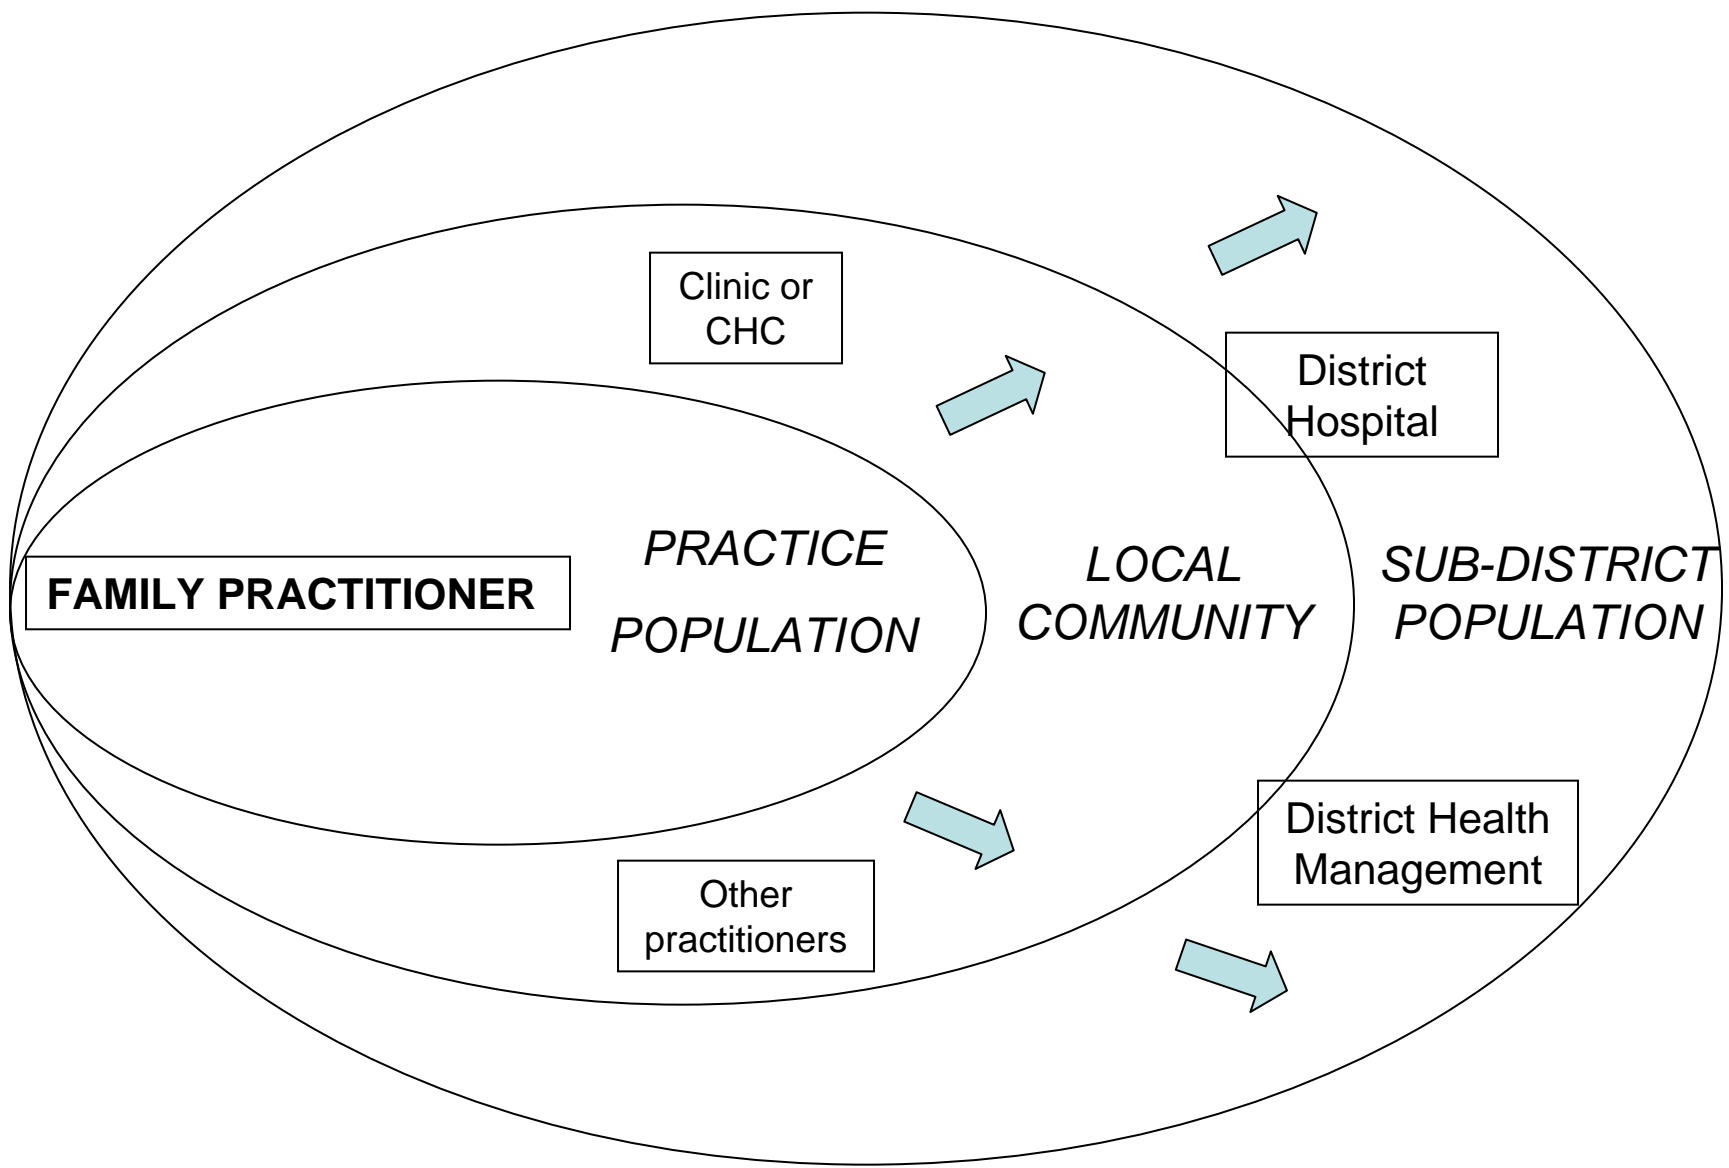 Clinic or
CHC
District
Hospital
FAMILY PRACTITIONER
PRACTICE
POPULATION
LOCAL
COMMUNITY
SUB-DISTRICT
POPULATION
District Health
Management
Other
practitioners